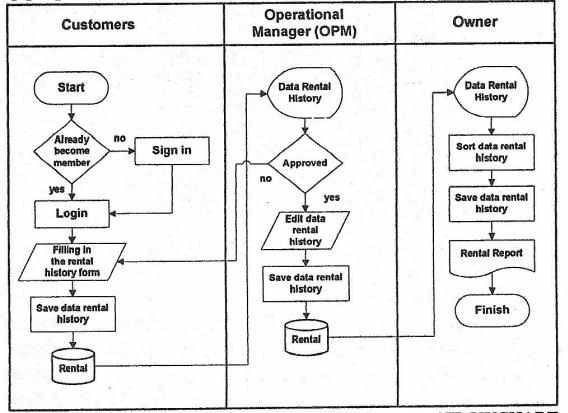 Customers
Operational
Manager (OPM)
Owner
Start
Already
become
member
no
Sign in
yes
Login
Filling in
the rental
history form
Save data rental
history
Rental
Data Rental
History
Approved
no
yes
Edit data
rental
history
Save data rental
history
Rental
Data Rental
History
Sort data rental
history
Save data rental
history
Rental Report
Finish